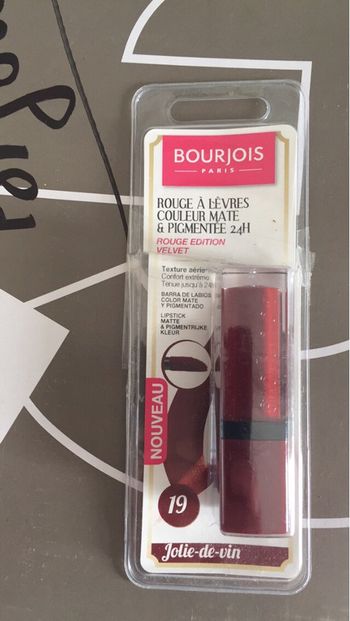 BOURJOIS
PARIS
ROUGE À LÈVRES
COULEUR MATE
& PIGMENTÉE 24H
ROUGE EDITION
VELVET
Texture aérie
Confort extrême
Tenue jusqu'à 24
BARRA DE LABIOS
COLOR MATE
Y PIGMENTADO
LIPSTICK
MATTE
& PIGMENTRIJKE
KLEUR
NOUVEAU
19
Jolie-de-vin